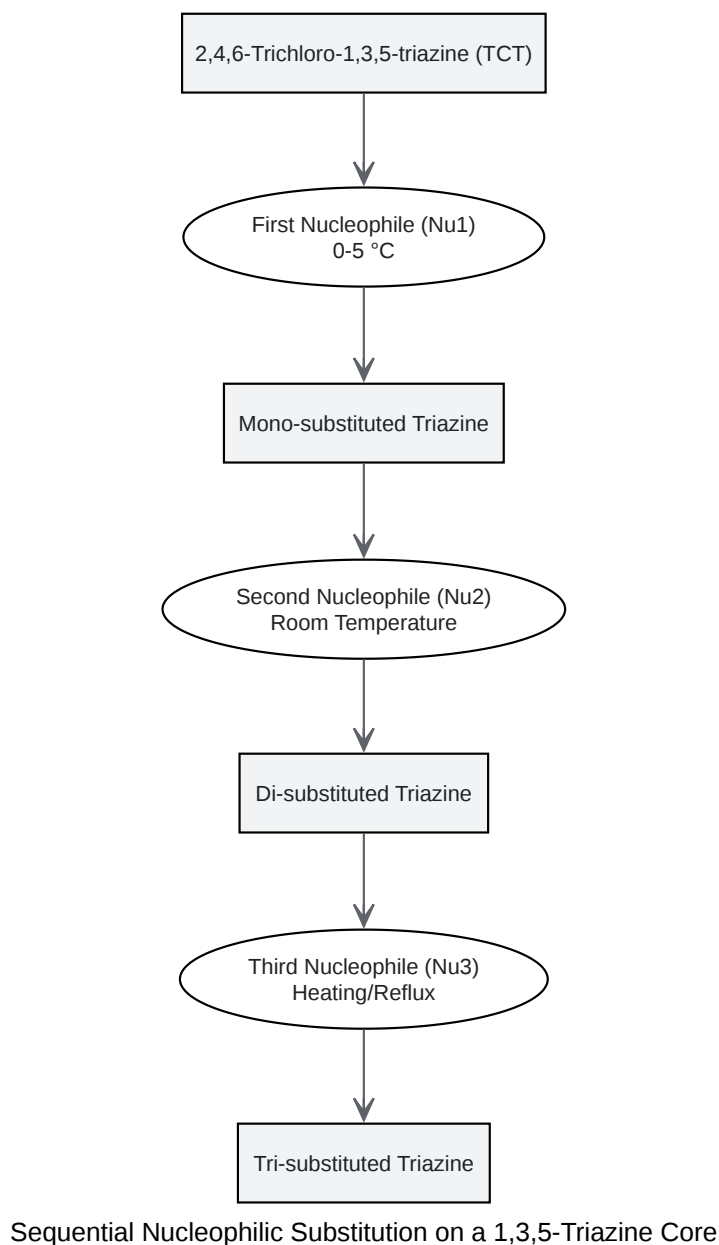 2,4,6-Trichloro-1,3,5-triazine (TCT)
First Nucleophile (Nu1)
0-5 °C
Mono-substituted Triazine
Second Nucleophile (Nu2)
Room Temperature
Di-substituted Triazine
Third Nucleophile (Nu3)
Heating/Reflux
Tri-substituted Triazine
Sequential Nucleophilic Substitution on a 1,3,5-Triazine Core